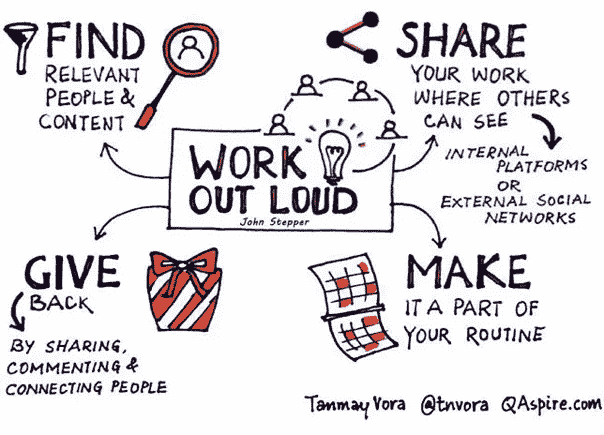 FIND
RELEVANT
PEOPLE &
CONTENT
SHARE
YOUR WORK
WHERE OTHERS
CAN SEE
INTERNAL
PLATFORMS
OR
EXTERNAL SOCIAL
NETWORKS
WORK
OUT LOUD
John Stepper
GIVE
BACK
BY SHARING,
COMMENTING &
CONNECTING PEOPLE
MAKE
IT A PART OF
YOUR ROUTINE
Tanmay Vora @tnvora QAspire.com